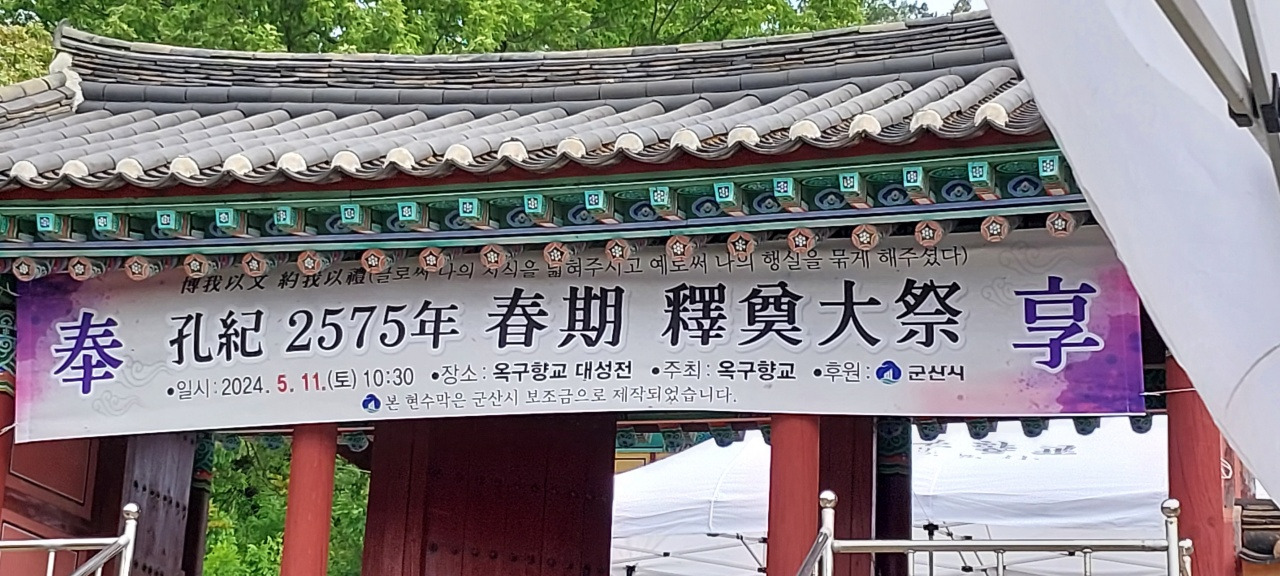 博我以文 約我以禮(글로써 나의 지식을 넓혀주시고 예로써 나의 행실을 묶게 해주셨다)
奉 孔紀 2575年 春期 釋奠大祭 享
•일시:2024. 5. 11.(토) 10:30 •장소: 옥구향교 대성전 •주최: 옥구향교 •후원: 군산시
본 현수막은 군산시 보조금으로 제작되었습니다.